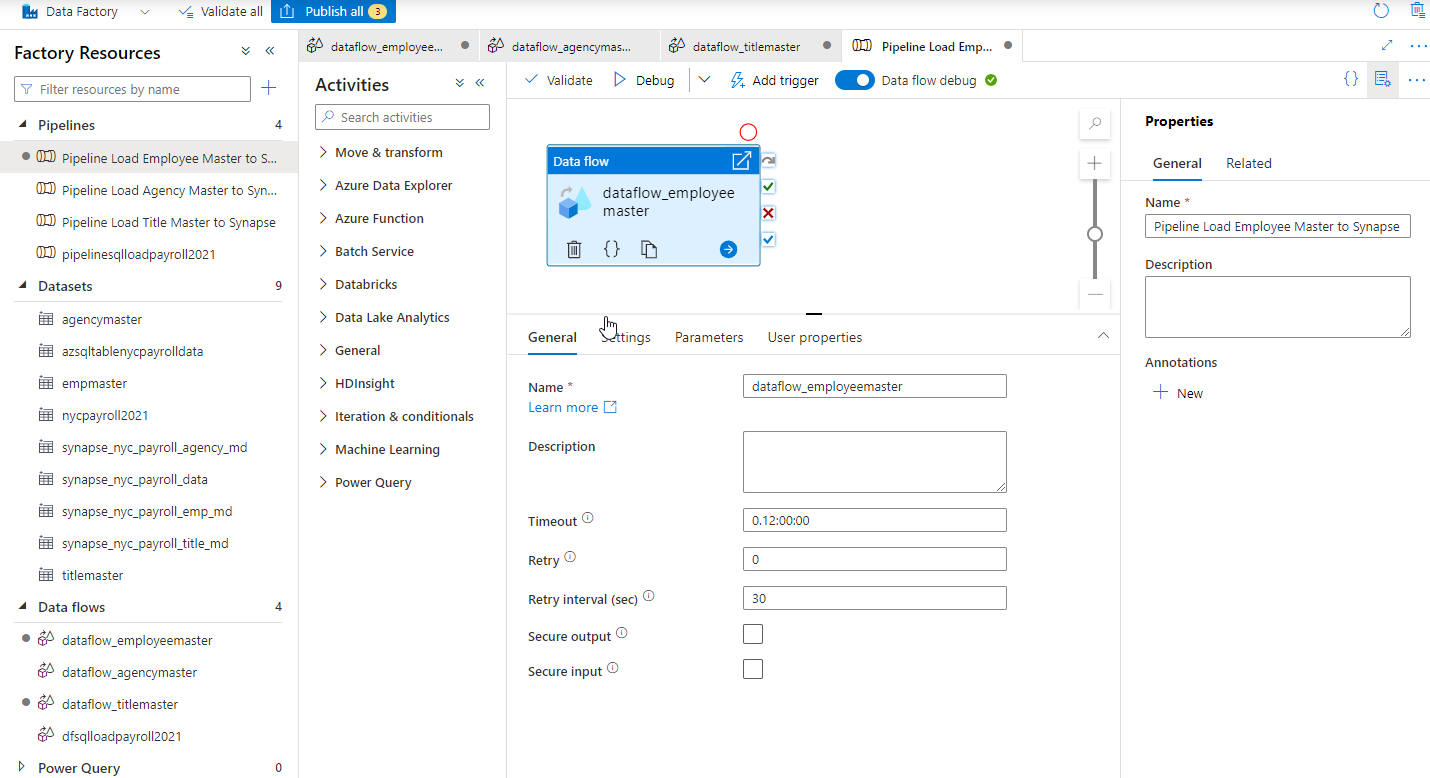 Data Factory
Validate all
Publish all 3
Factory Resources
Filter resources by name
Pipelines 4
Pipeline Load Employee Master to S...
Pipeline Load Agency Master to Syn...
Pipeline Load Title Master to Synapse
pipelinesqlloadpayroll2021
Datasets 9
agencymaster
azsqltablenycpayrolldata
empmaster
nycpayroll2021
synapse_nyc_payroll_agency_md
synapse_nyc_payroll_data
synapse_nyc_payroll_emp_md
synapse_nyc_payroll_title_md
titlemaster
Data flows 4
dataflow_employeemaster
dataflow_agencymaster
dataflow_titlemaster
dfsqlloadpayroll2021
Power Query 0
dataflow_employee...
dataflow_agencymas...
dataflow_titlemaster
Pipeline Load Emp...
Activities
Search activities
Move & transform
Azure Data Explorer
Azure Function
Batch Service
Databricks
Data Lake Analytics
General
HDInsight
Iteration & conditionals
Machine Learning
Power Query
Validate
Debug
Add trigger
Data flow debug
Data flow
dataflow_employee
master
General
Settings
Parameters
User properties
Name *
dataflow_employeemaster
Learn more
Description
Timeout
0.12:00:00
Retry
0
Retry interval (sec)
30
Secure output
Secure input
Properties
General
Related
Name *
Pipeline Load Employee Master to Synapse
Description
Annotations
New